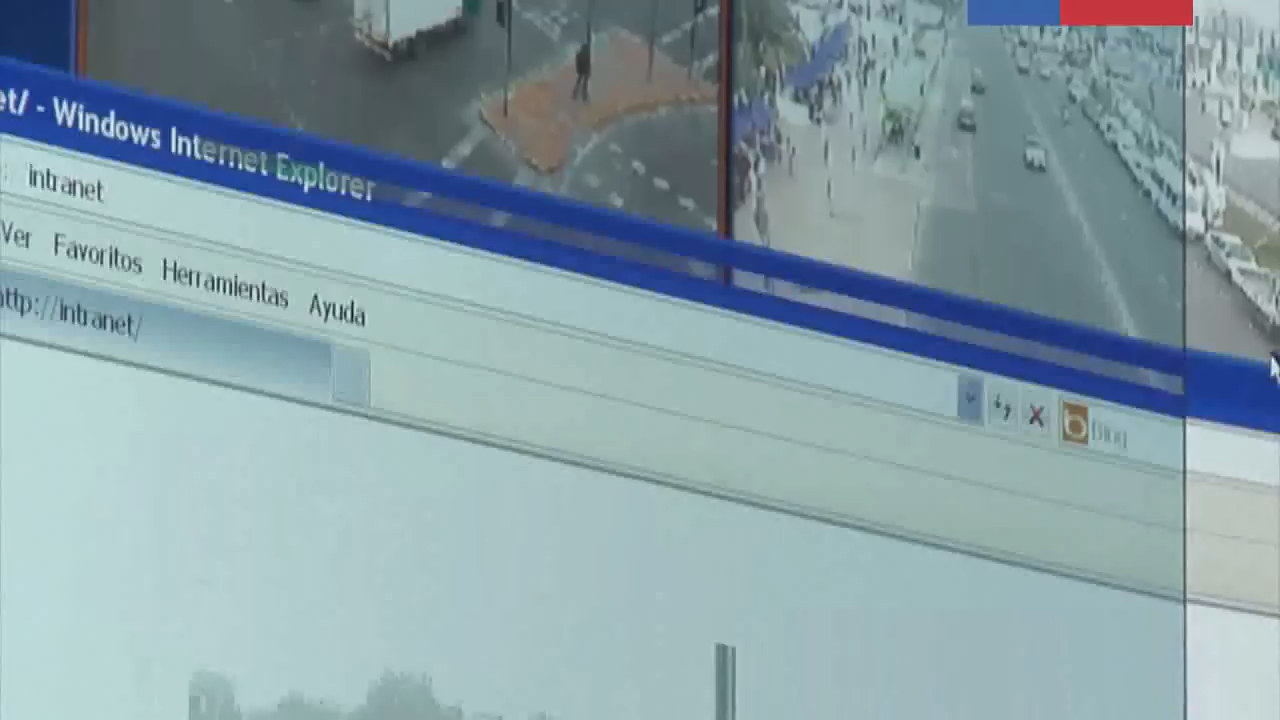 et/ - Windows Internet Explorer
intranet
Ver Favoritos Herramientas Ayuda
http://intranet/
bing